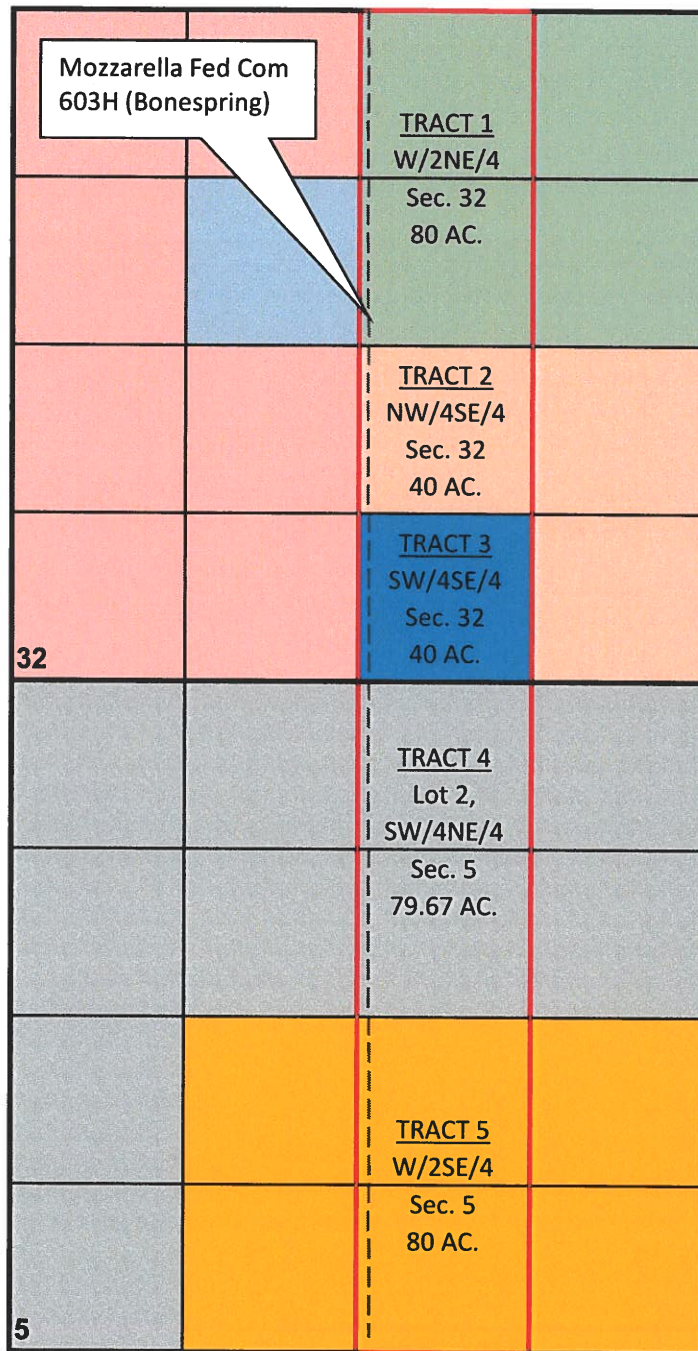 Mozzarella Fed Com
603H (Bonespring)
TRACT 1
W/2NE/4
Sec. 32
80 AC.
TRACT 2
NW/4SE/4
Sec. 32
40 AC.
TRACT 3
SW/4SE/4
Sec. 32
40 AC.
32
TRACT 4
Lot 2,
SW/4NE/4
Sec. 5
79.67 AC.
TRACT 5
W/2SE/4
Sec. 5
80 AC.
5